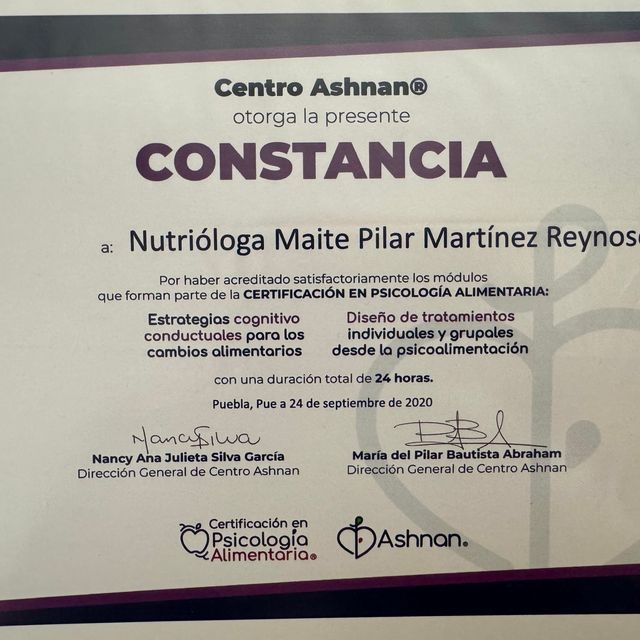 Centro Ashnan®
otorga la presente
CONSTANCIA
a: Nutrióloga Maite Pilar Martínez Reynoso
Por haber acreditado satisfactoriamente los módulos
que forman parte de la CERTIFICACIÓN EN PSICOLOGÍA ALIMENTARIA:
Estrategias cognitivo
conductuales para los
cambios alimentarios
Diseño de tratamientos
individuales y grupales
desde la psicoalimentación
con una duración total de 24 horas.
Puebla, Pue a 24 de septiembre de 2020
NancySilva
Nancy Ana Julieta Silva García
Dirección General de Centro Ashnan
María del Pilar Bautista Abraham
Dirección General de Centro Ashnan
Certificación en
Psicología
Alimentaria®
Ashnan®